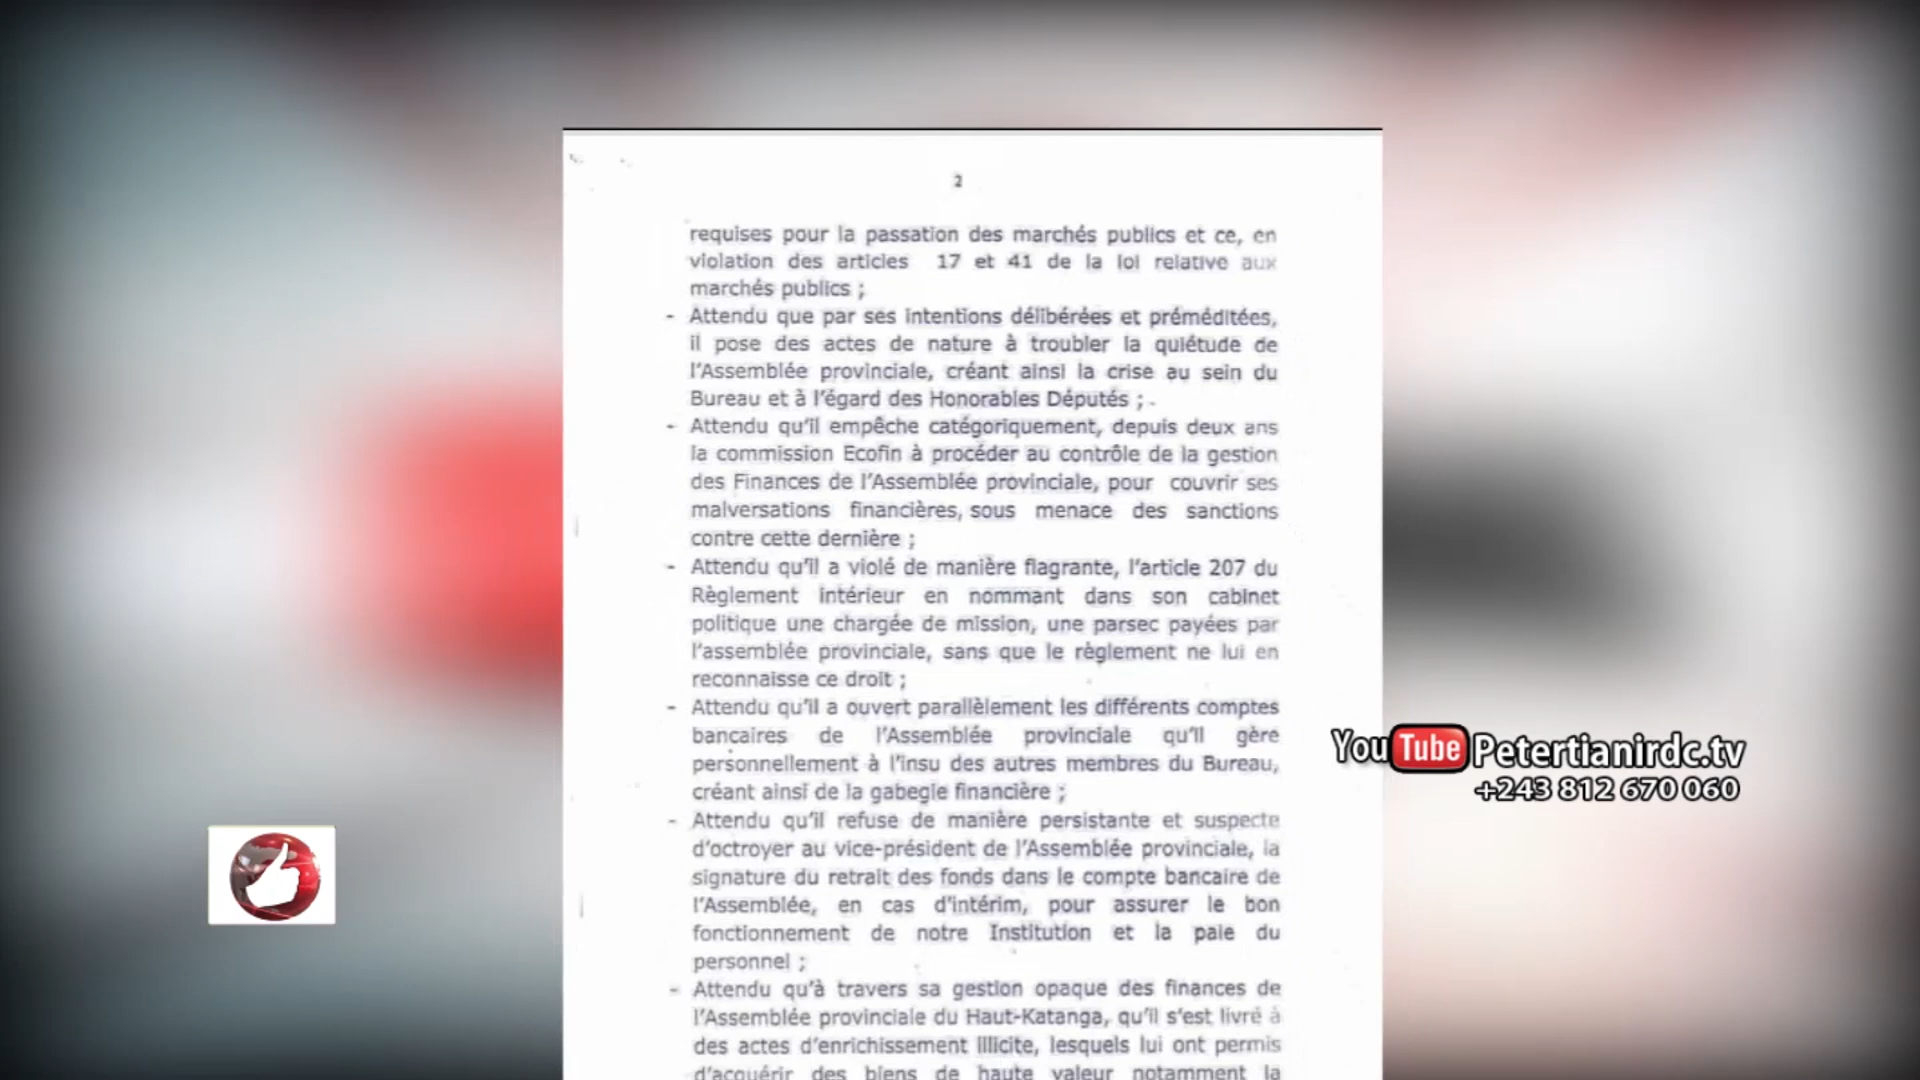 2
requises pour la passation des marchés publics et ce, en
violation des articles 17 et 41 de la loi relative aux
marchés publics ;
- Attendu que par ses intentions délibérées et préméditées,
il pose des actes de nature à troubler la quiétude de
l'Assemblée provinciale, créant ainsi la crise au sein du
Bureau et à l'égard des Honorables Députés ;
- Attendu qu'il empêche catégoriquement, depuis deux ans
la commission Ecofin à procéder au contrôle de la gestion
des Finances de l'Assemblée provinciale, pour couvrir ses
malversations financières, sous menace des sanctions
contre cette dernière ;
- Attendu qu'il a violé de manière flagrante, l'article 207 du
Règlement intérieur en nommant dans son cabinet
politique une chargée de mission, une parsec payées par
l'assemblée provinciale, sans que le règlement ne lui en
reconnaisse ce droit ;
- Attendu qu'il a ouvert parallèlement les différents comptes
bancaires de l'Assemblée provinciale qu'il gère
personnellement à l'insu des autres membres du Bureau,
créant ainsi de la gabegie financière ;
- Attendu qu'il refuse de manière persistante et suspecte
d'octroyer au vice-président de l'Assemblée provinciale, la
signature du retrait des fonds dans le compte bancaire de
l'Assemblée, en cas d'intérim, pour assurer le bon
fonctionnement de notre Institution et la paie du
personnel ;
- Attendu qu'à travers sa gestion opaque des finances de
l'Assemblée provinciale du Haut-Katanga, qu'il s'est livré à
des actes d'enrichissement illicite, lesquels lui ont permis
d'acquérir des biens de haute valeur notamment la
YouTube Petertianirdc.tv
+243 812 670 060